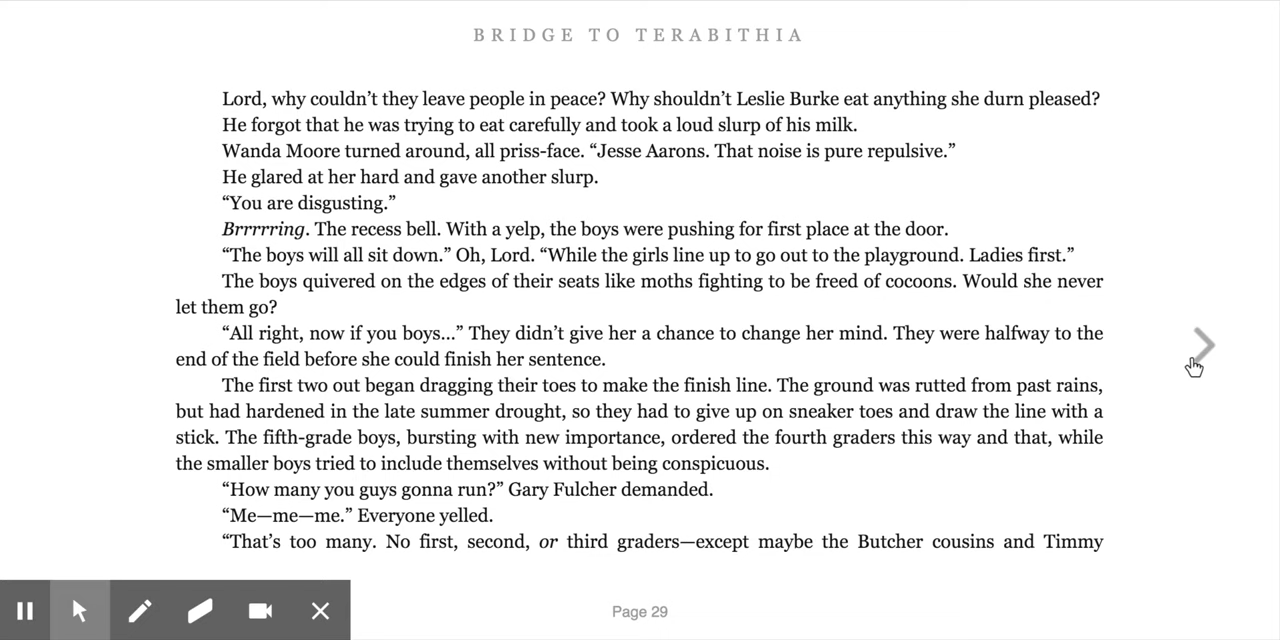 BRIDGE TO TERABITHIA
Lord, why couldn’t they leave people in peace? Why shouldn’t Leslie Burke eat anything she durn pleased?
He forgot that he was trying to eat carefully and took a loud slurp of his milk.
Wanda Moore turned around, all priss-face. “Jesse Aarons. That noise is pure repulsive.”
He glared at her hard and gave another slurp.
“You are disgusting.”
Brrrrring. The recess bell. With a yelp, the boys were pushing for first place at the door.
“The boys will all sit down.” Oh, Lord. “While the girls line up to go out to the playground. Ladies first.”
The boys quivered on the edges of their seats like moths fighting to be freed of cocoons. Would she never
let them go?
“All right, now if you boys...” They didn’t give her a chance to change her mind. They were halfway to the
end of the field before she could finish her sentence.
The first two out began dragging their toes to make the finish line. The ground was rutted from past rains,
but had hardened in the late summer drought, so they had to give up on sneaker toes and draw the line with a
stick. The fifth-grade boys, bursting with new importance, ordered the fourth graders this way and that, while
the smaller boys tried to include themselves without being conspicuous.
“How many you guys gonna run?” Gary Fulcher demanded.
“Me—me—me.” Everyone yelled.
“That’s too many. No first, second, or third graders—except maybe the Butcher cousins and Timmy
Page 29